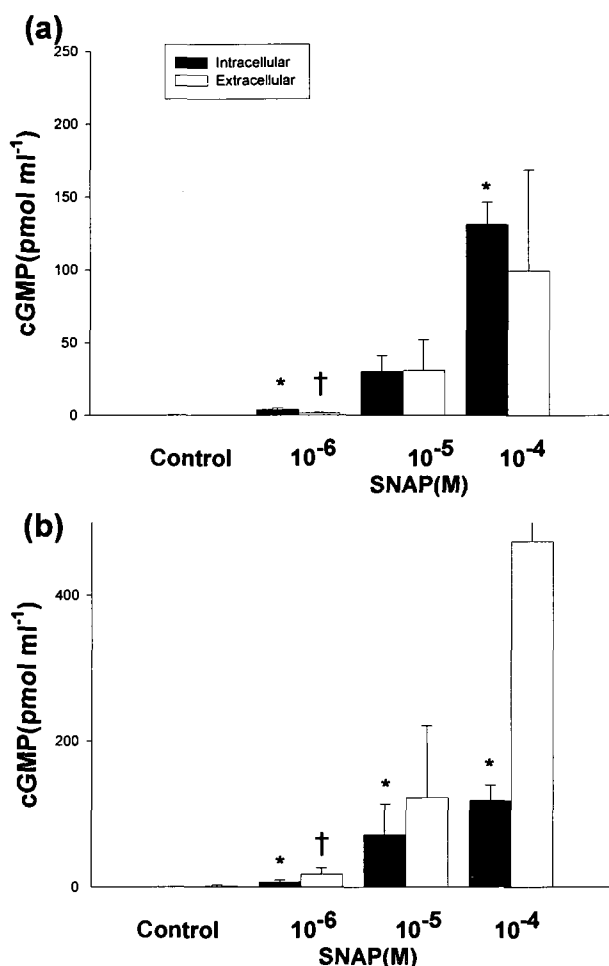 (a)
250
200
150
100
50
0
cGMP(pmol ml⁻¹)
Intracellular
Extracellular
*
†
*
Control 10⁻⁶ 10⁻⁵ 10⁻⁴
SNAP(M)
(b)
400
200
0
cGMP(pmol ml⁻¹)
*
†
*
*
Control 10⁻⁶ 10⁻⁵ 10⁻⁴
SNAP(M)